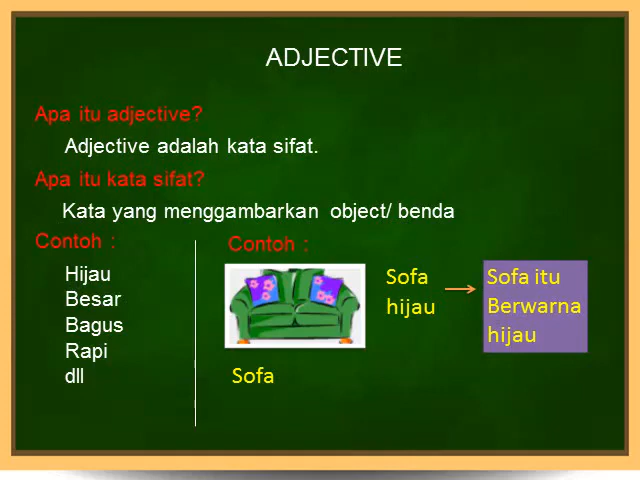 ADJECTIVE
Apa itu adjective?
Adjective adalah kata sifat.
Apa itu kata sifat?
Kata yang menggambarkan object/ benda
Contoh :
Hijau
Besar
Bagus
Rapi
dll
Contoh :
Sofa
Sofa
hijau
Sofa itu
Berwarna
hijau